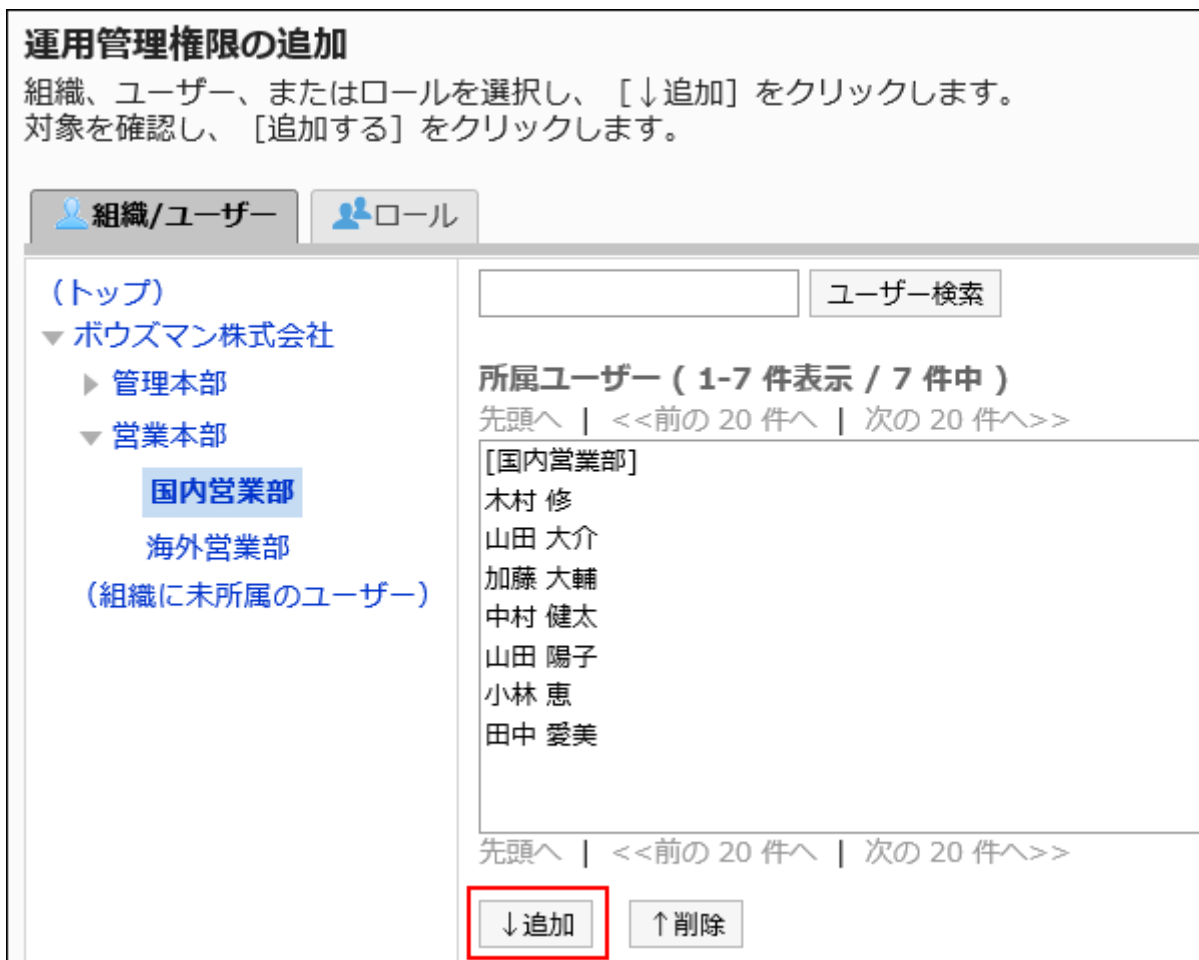 運用管理権限の追加
組織、ユーザー、またはロールを選択し、［↓追加］をクリックします。
対象を確認し、［追加する］をクリックします。
組織/ユーザー
ロール
（トップ）
ボウズマン株式会社
管理本部
営業本部
国内営業部
海外営業部
（組織に未所属のユーザー）
ユーザー検索
所属ユーザー ( 1-7 件表示 / 7 件中 )
先頭へ | <<前の 20 件へ | 次の 20 件へ>>
[国内営業部]
木村 修
山田 大介
加藤 大輔
中村 健太
山田 陽子
小林 恵
田中 愛美
先頭へ | <<前の 20 件へ | 次の 20 件へ>>
↓追加
↑削除